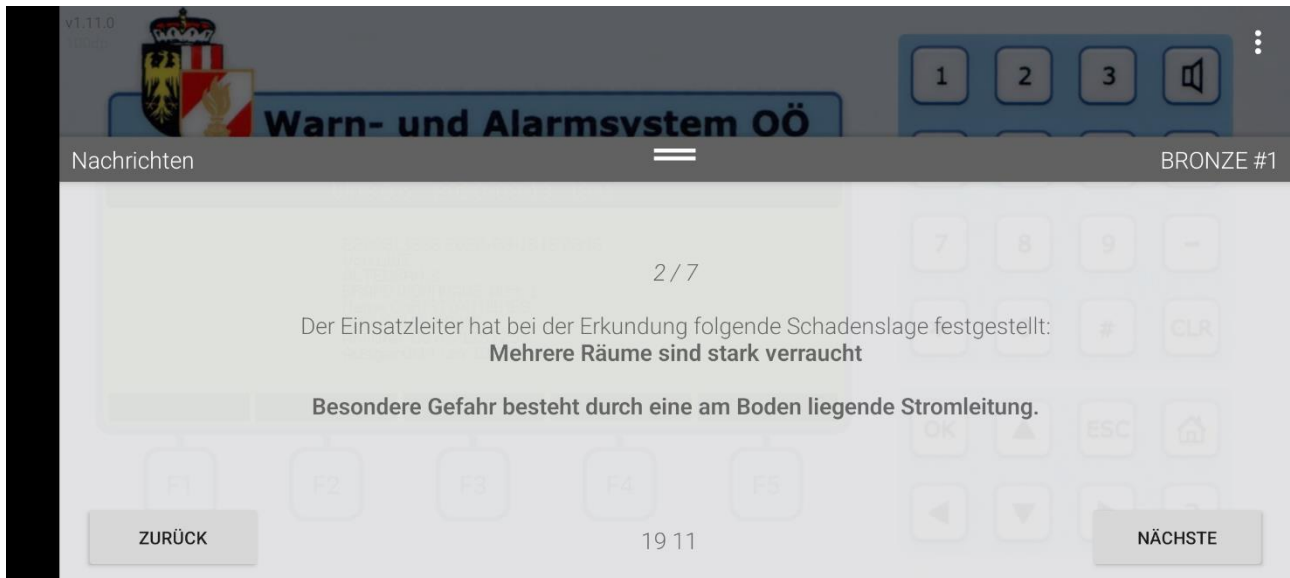 v1.11.0
Warn- und Alarmsystem OÖ
1 2 3
Nachrichten
BRONZE #1
7 8 9 -
2 / 7
Der Einsatzleiter hat bei der Erkundung folgende Schadenslage festgestellt:
Mehrere Räume sind stark verraucht
# CLR
Besondere Gefahr besteht durch eine am Boden liegende Stromleitung.
OK ESC
F1 F2 F3 F4 F5
ZURÜCK
19 11
NÄCHSTE